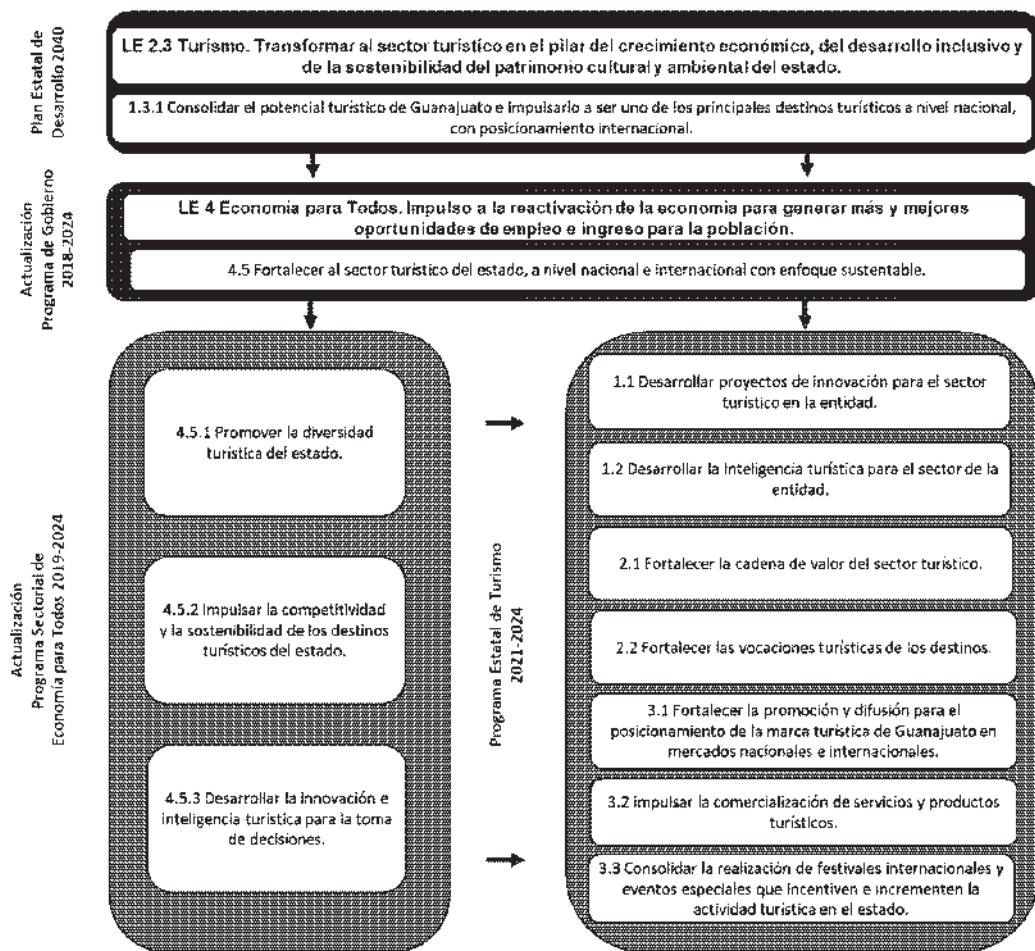 Plan Estatal de
Desarrollo 2040
LE 2.3 Turismo. Transformar al sector turístico en el pilar del crecimiento económico, del desarrollo inclusivo y
de la sostenibilidad del patrimonio cultural y ambiental del estado.
1.3.1 Consolidar el potencial turístico de Guanajuato e impulsarlo a ser uno de los principales destinos turísticos a nivel nacional,
con posicionamiento internacional.
Actualización
Programa de Gobierno
2018-2024
LE 4 Economía para Todos. Impulso a la reactivación de la economía para generar más y mejores
oportunidades de empleo e ingreso para la población.
4.5 Fortalecer al sector turístico del estado, a nivel nacional e internacional con enfoque sustentable.
Actualización
Programa Sectorial de
Economía para Todos 2019-2024
4.5.1 Promover la diversidad
turística del estado.
4.5.2 Impulsar la competitividad
y la sostenibilidad de los destinos
turísticos del estado.
4.5.3 Desarrollar la innovación e
inteligencia turística para la toma
de decisiones.
Programa Estatal de Turismo
2021-2024
1.1 Desarrollar proyectos de innovación para el sector
turístico en la entidad.
1.2 Desarrollar la inteligencia turística para el sector de la
entidad.
2.1 Fortalecer la cadena de valor del sector turístico.
2.2 Fortalecer las vocaciones turísticas de los destinos.
3.1 Fortalecer la promoción y difusión para el
posicionamiento de la marca turística de Guanajuato en
mercados nacionales e internacionales.
3.2 impulsar la comercialización de servicios y productos
turísticos.
3.3 Consolidar la realización de festivales internacionales y
eventos especiales que incentiven e incrementen la
actividad turística en el estado.